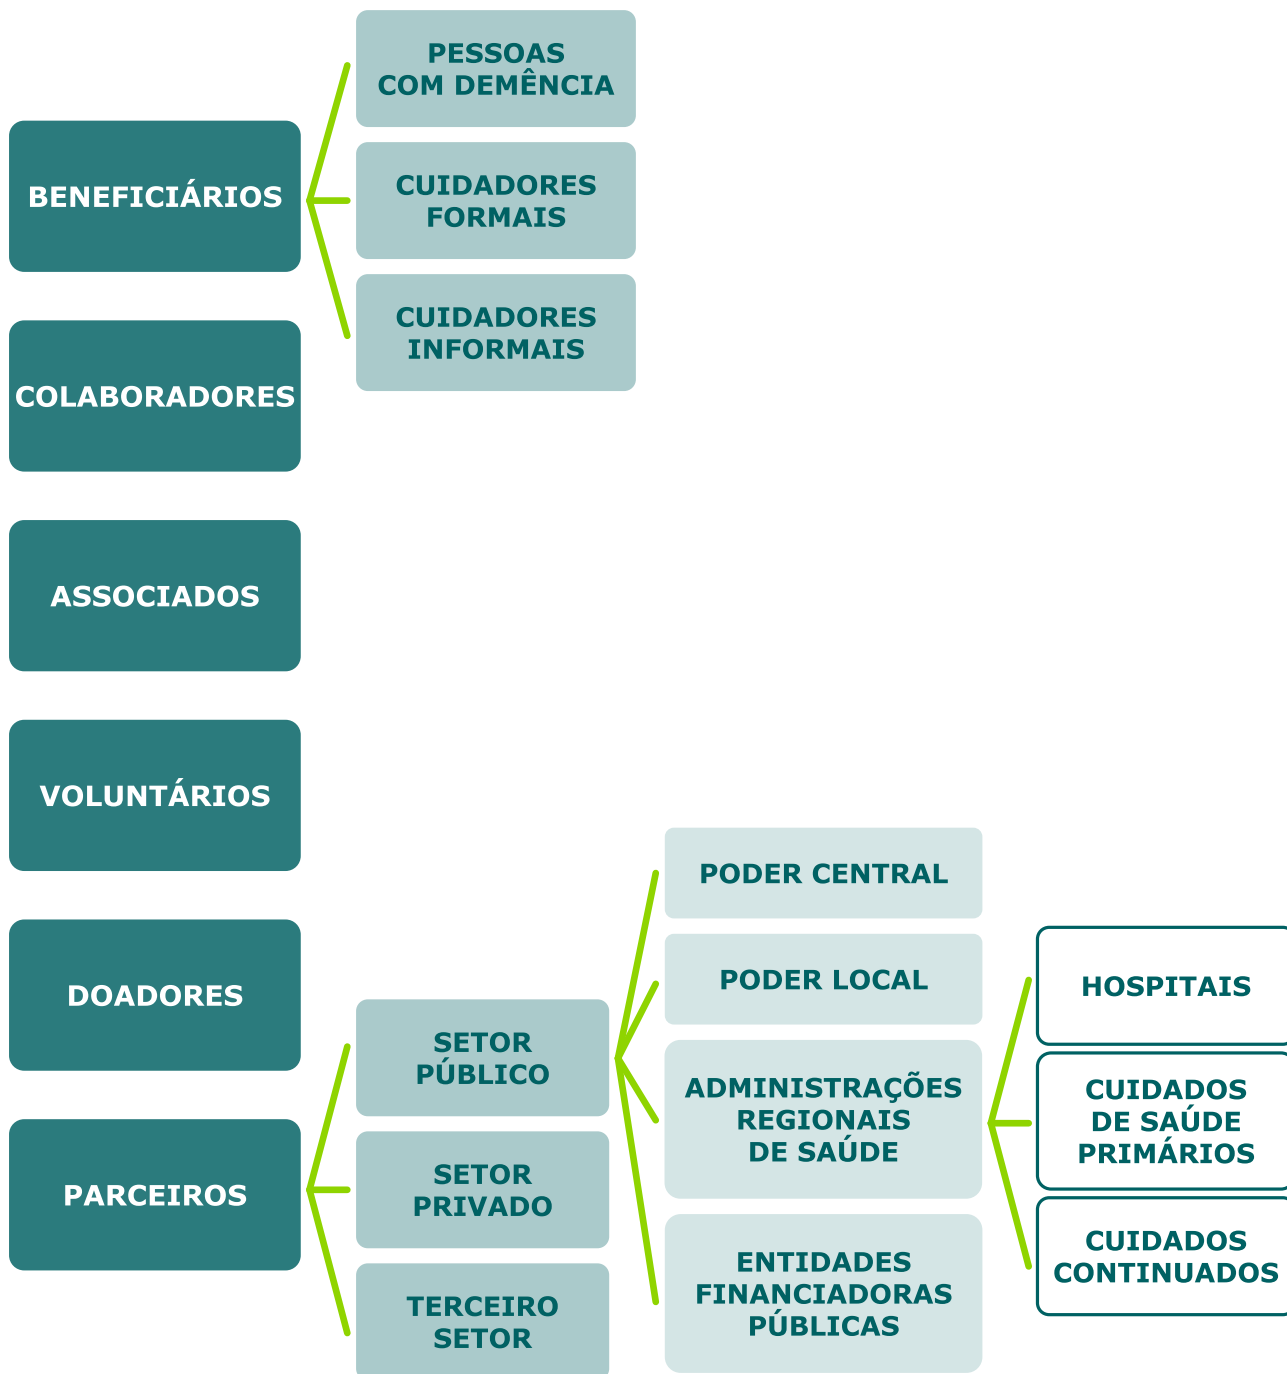 PESSOAS
COM DEMÊNCIA
BENEFICIÁRIOS
CUIDADORES
FORMAIS
CUIDADORES
INFORMAIS
COLABORADORES
ASSOCIADOS
VOLUNTÁRIOS
DOADORES
PARCEIROS
SETOR
PÚBLICO
SETOR
PRIVADO
TERCEIRO
SETOR
PODER CENTRAL
PODER LOCAL
ADMINISTRAÇÕES
REGIONAIS
DE SAÚDE
ENTIDADES
FINANCIADORAS
PÚBLICAS
HOSPITAIS
CUIDADOS
DE SAÚDE
PRIMÁRIOS
CUIDADOS
CONTINUADOS